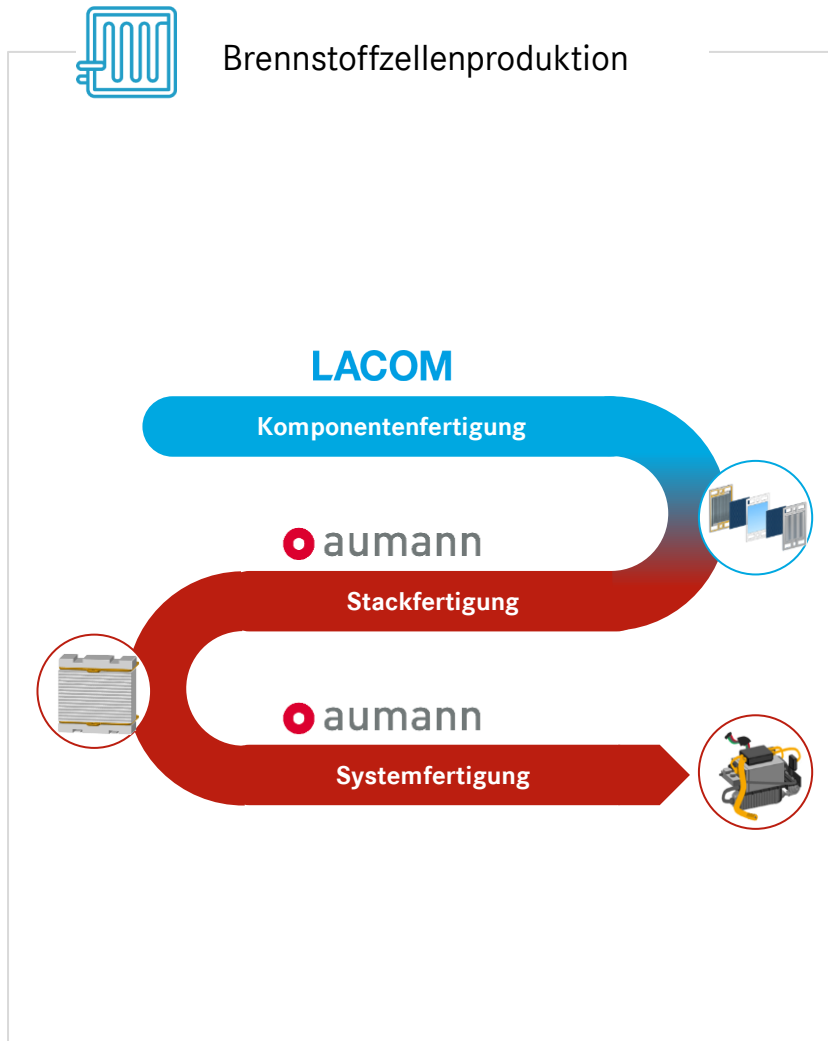 Brennstoffzellenproduktion
LACOM
Komponentenfertigung
aumann
Stackfertigung
aumann
Systemfertigung